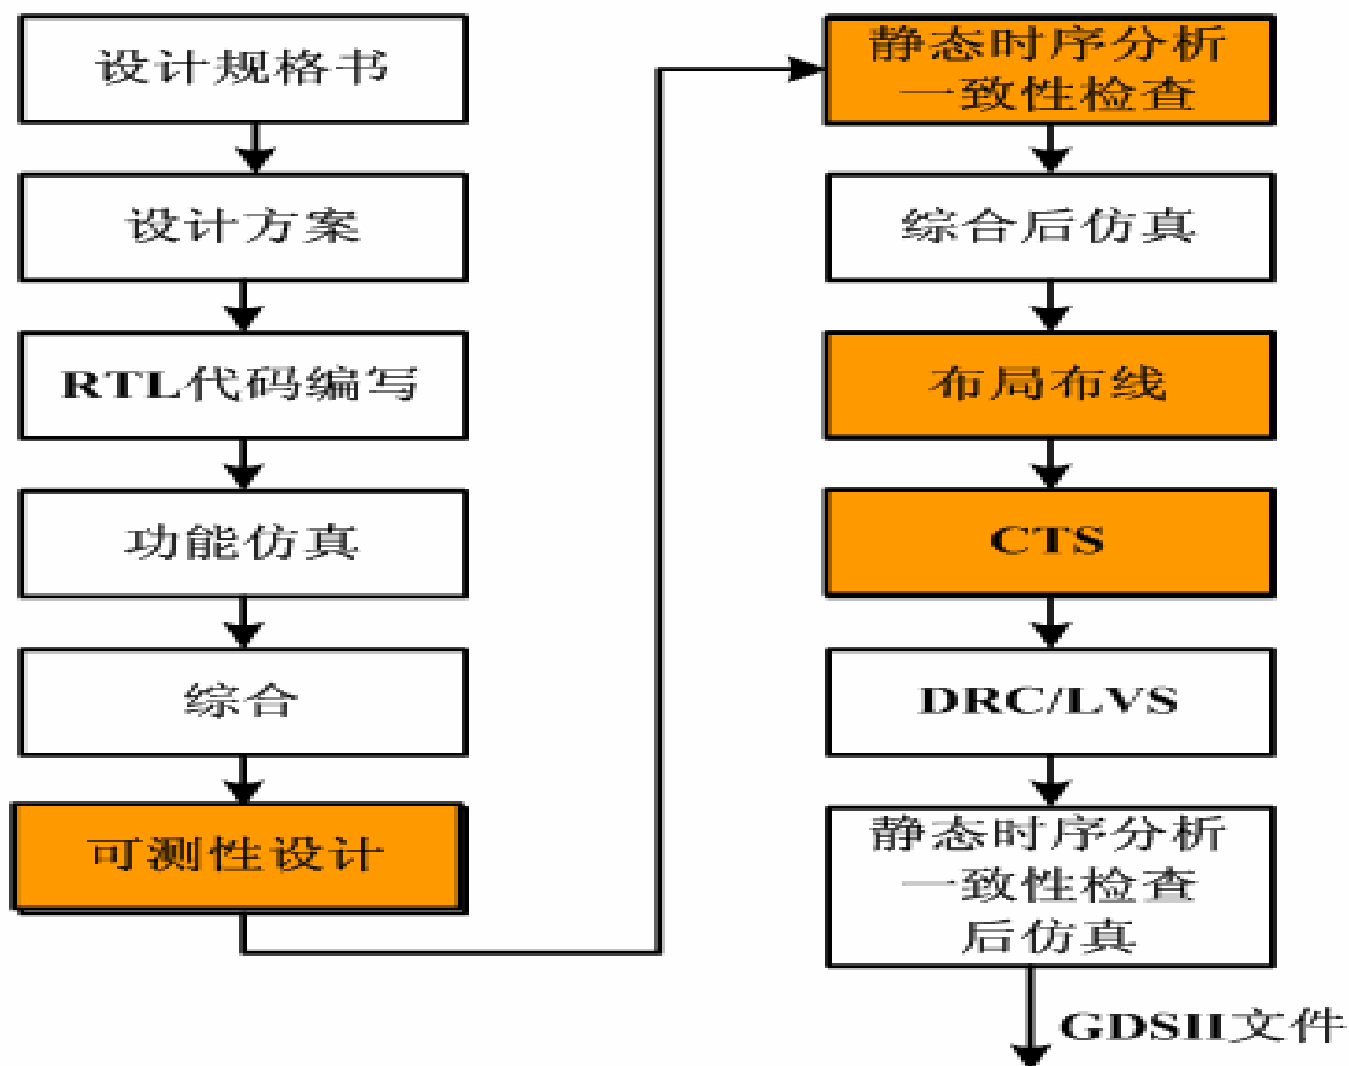 设计规格书
设计方案
RTL代码编写
功能仿真
综合
可测性设计
静态时序分析
一致性检查
综合后仿真
布局布线
CTS
DRC/LVS
静态时序分析
一致性检查
后仿真
GDSII文件